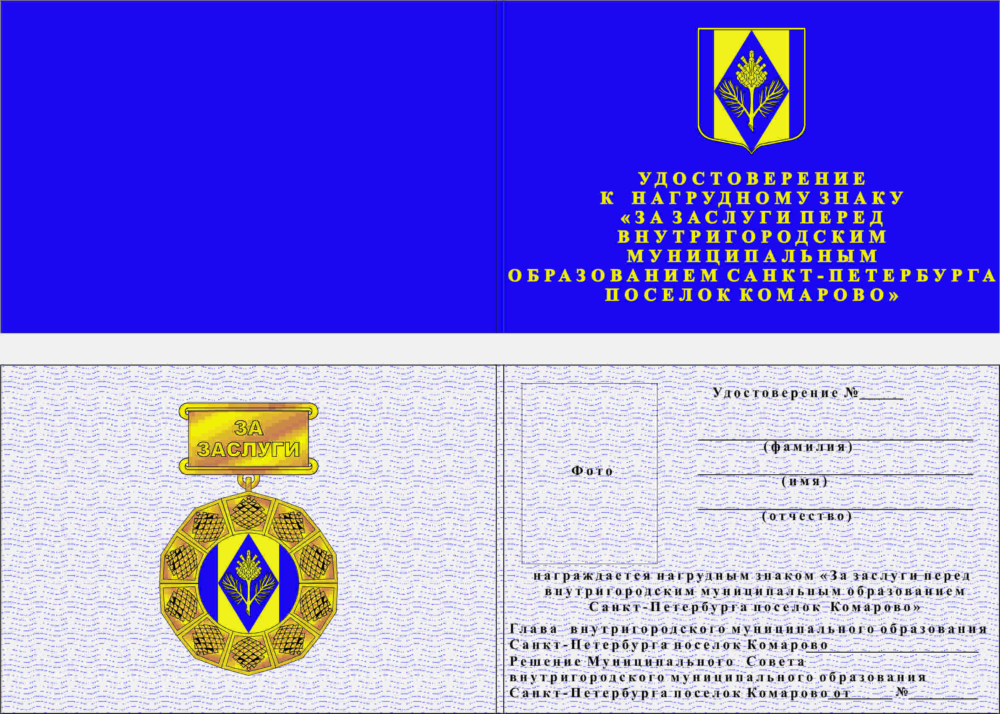 УДОСТОВЕРЕНИЕ
К НАГРУДНОМУ ЗНАКУ
«ЗА ЗАСЛУГИ ПЕРЕД
ВНУТРИГОРОДСКИМ
МУНИЦИПАЛЬНЫМ
ОБРАЗОВАНИЕМ САНКТ-ПЕТЕРБУРГА
ПОСЕЛОК КОМАРОВО»
ЗА
ЗАСЛУГИ
Удостоверение №______
(фамилия)
Фото
(имя)
(отчество)
награждается нагрудным знаком «За заслуги перед
внутригородским муниципальным образованием
Санкт-Петербурга поселок Комарово»
Глава внутригородского муниципального образования
Санкт-Петербурга поселок Комарово
Решение Муниципального Совета
внутригородского муниципального образования
Санкт-Петербурга поселок Комарово от ______ № ______